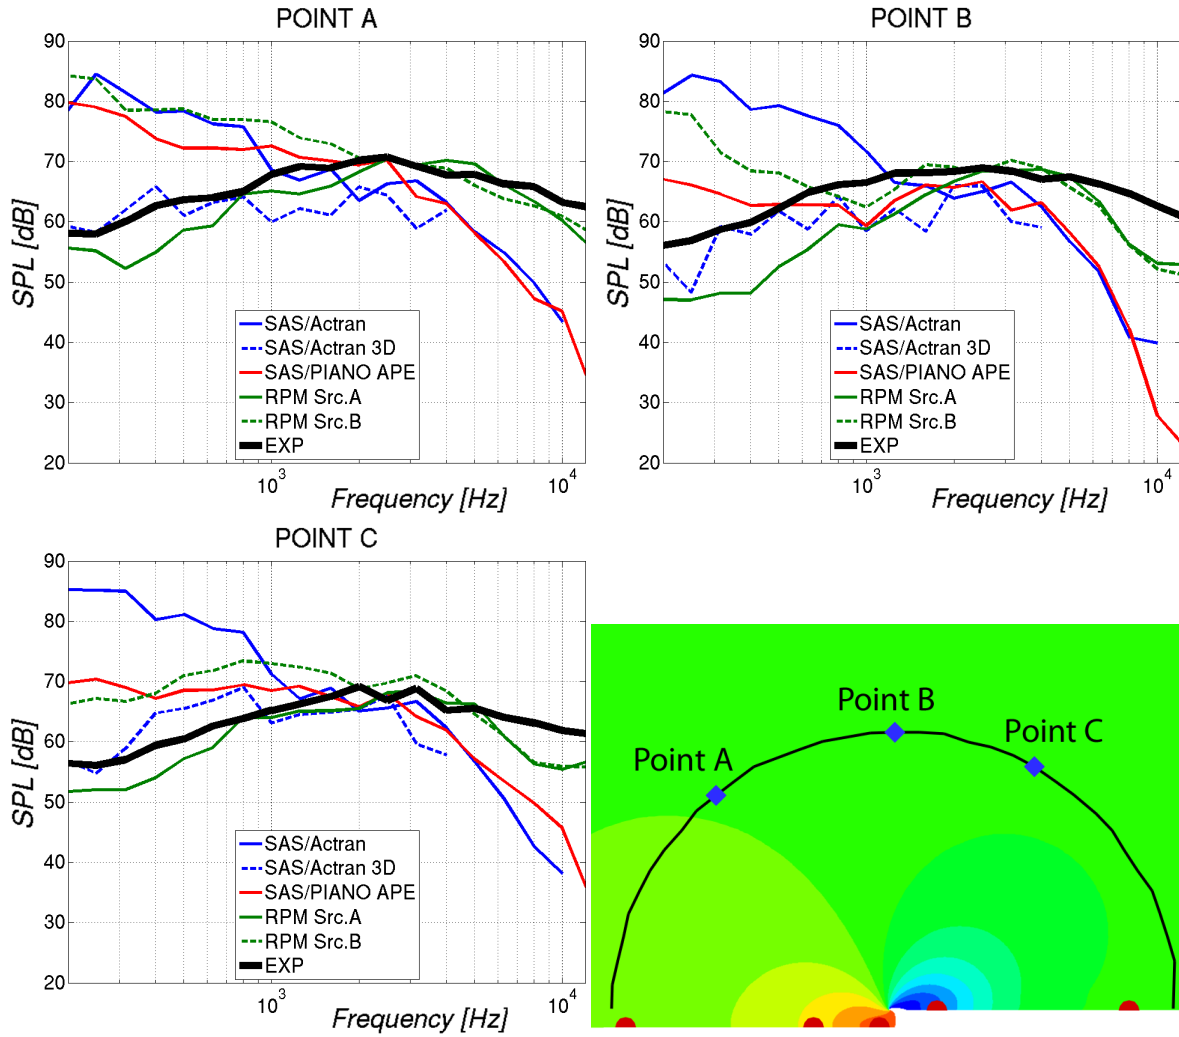 POINT A
90
80
70
60
50
40
30
20
SPL [dB]
SAS/Actran
SAS/Actran 3D
SAS/PIANO APE
RPM Src.A
RPM Src.B
EXP
10³
10⁴
Frequency [Hz]
POINT B
90
80
70
60
50
40
30
20
SPL [dB]
SAS/Actran
SAS/Actran 3D
SAS/PIANO APE
RPM Src.A
RPM Src.B
EXP
10³
10⁴
Frequency [Hz]
POINT C
90
80
70
60
50
40
30
20
SPL [dB]
SAS/Actran
SAS/Actran 3D
SAS/PIANO APE
RPM Src.A
RPM Src.B
EXP
10³
10⁴
Frequency [Hz]
Point B
Point C
Point A